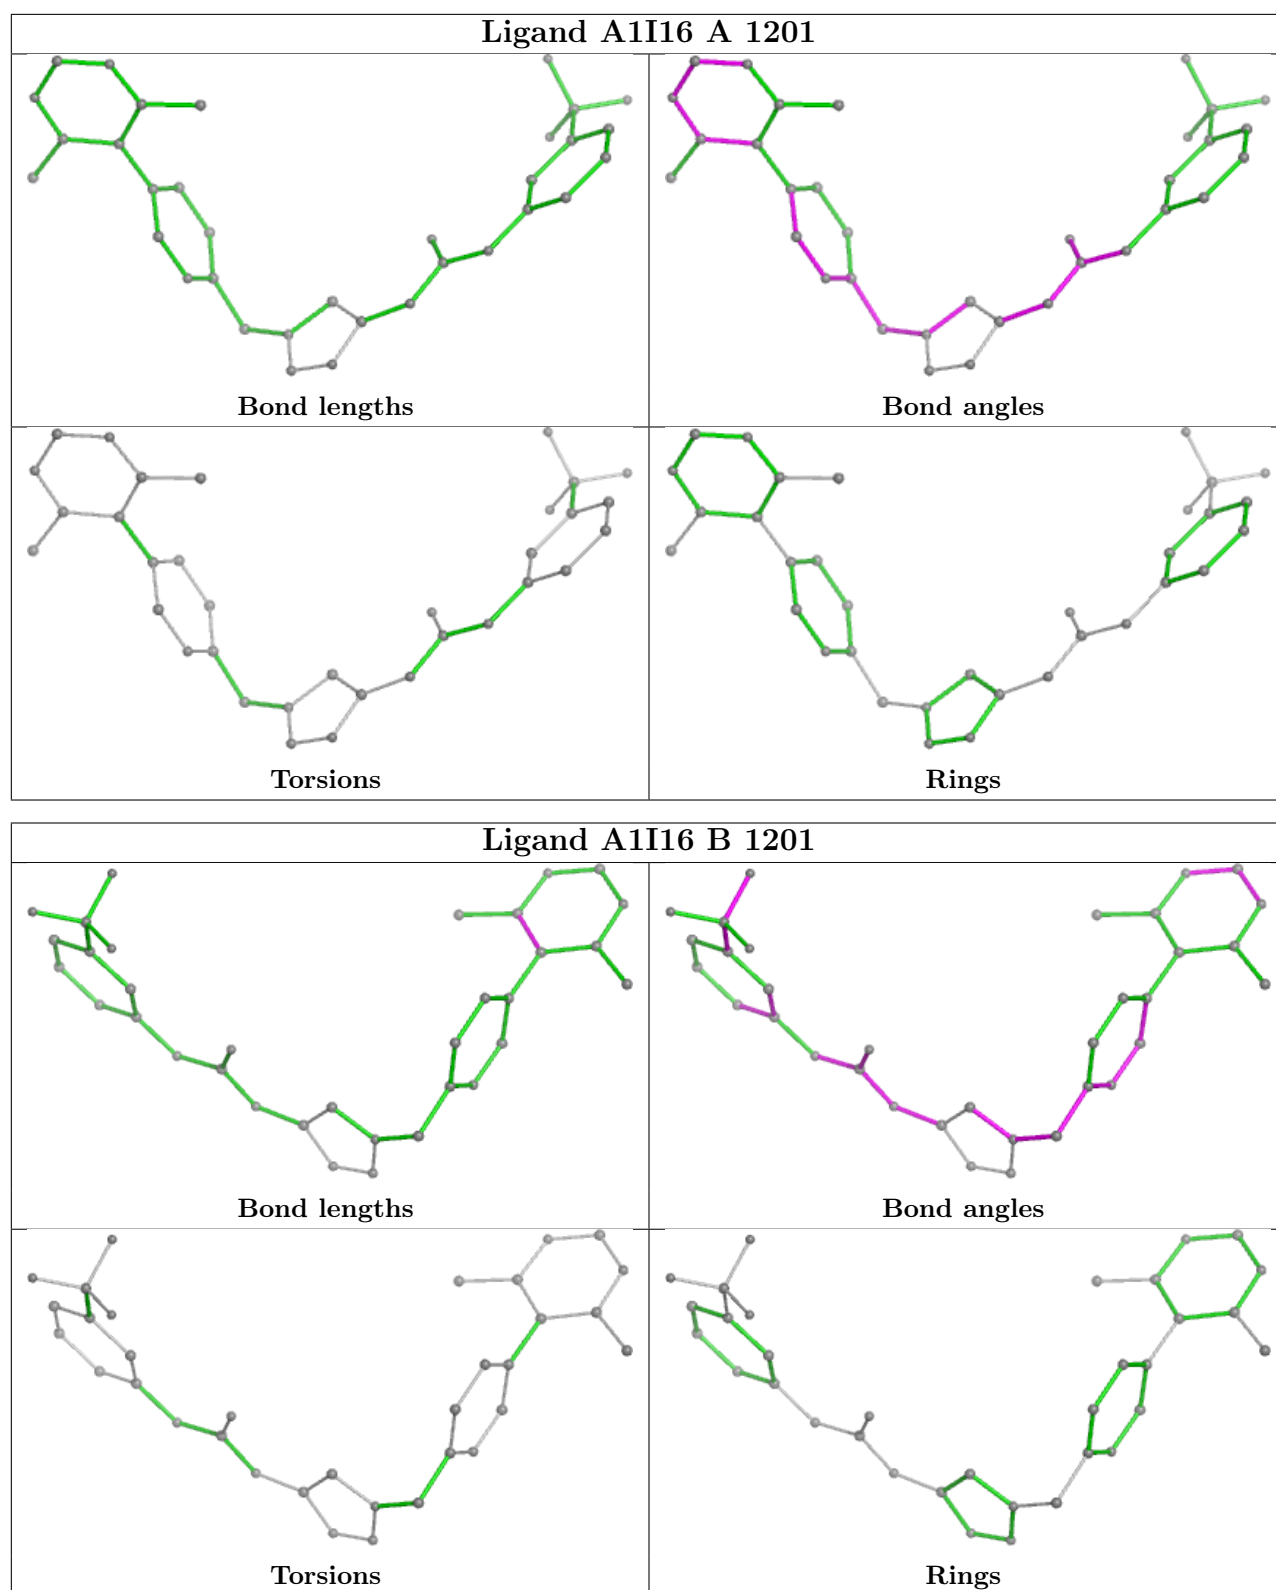 Ligand A1I16 A 1201
Bond lengths
Bond angles
Torsions
Rings
Ligand A1I16 B 1201
Bond lengths
Bond angles
Torsions
Rings